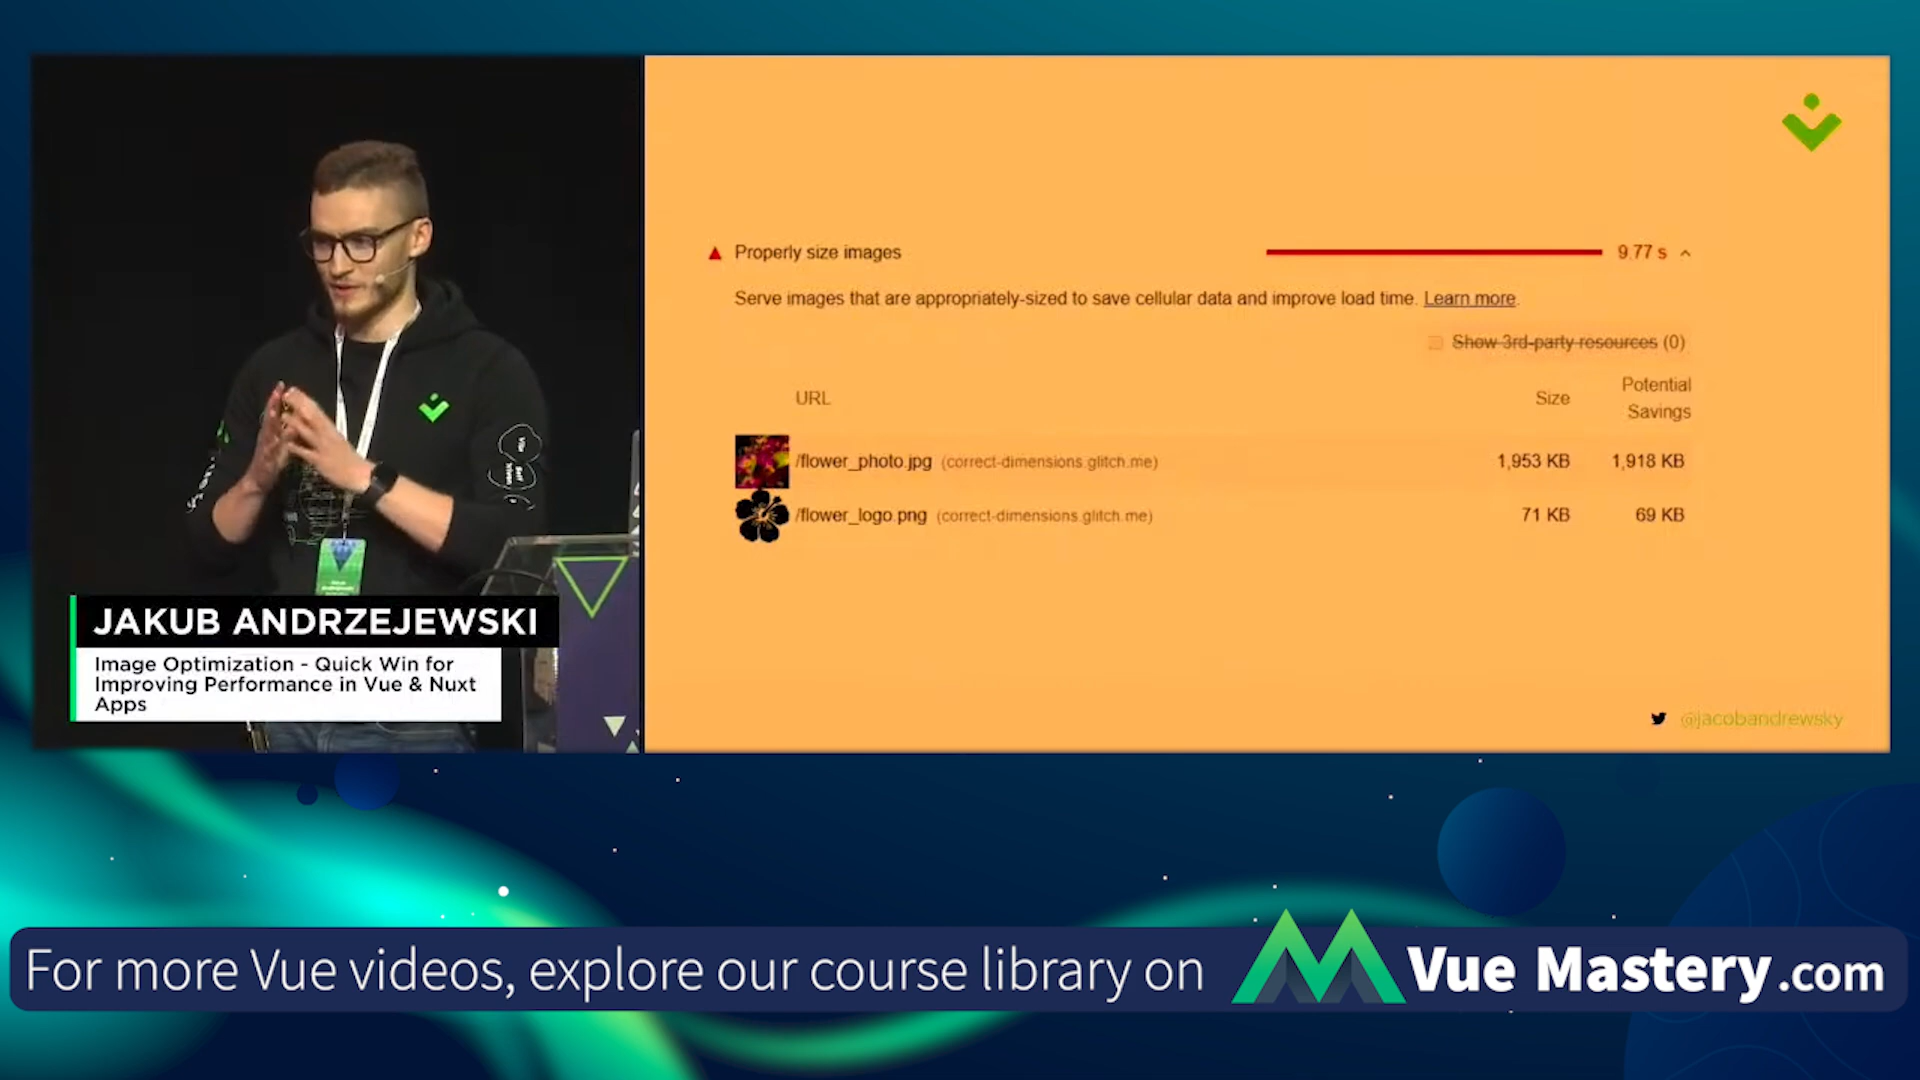 Properly size images
9.77 s
Serve images that are appropriately-sized to save cellular data and improve load time. Learn more.
Show 3rd-party resources (0)
URL
Size
Potential
Savings
/flower_photo.jpg (correct-dimensions.glitch.me)
1,953 KB
1,918 KB
/flower_logo.png (correct-dimensions.glitch.me)
71 KB
69 KB
@jacobandrewsky
JAKUB ANDRZEJEWSKI
Image Optimization - Quick Win for
Improving Performance in Vue & Nuxt
Apps
For more Vue videos, explore our course library on
Vue Mastery.com